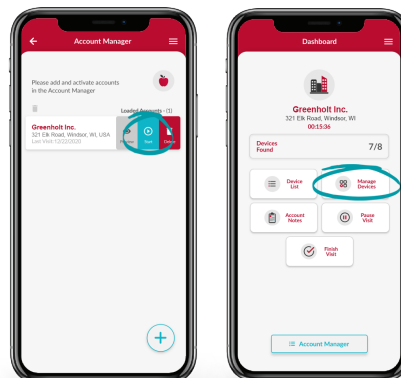 Account Manager
Please add and activate accounts
in the Account Manager
Loaded Accounts - (1)
Greenholt Inc.
321 Elk Road, Windsor, WI, USA
Last Visit: 12/22/2020
Start
Delete
Dashboard
Greenholt Inc.
321 Elk Road, Windsor, WI
00:15:36
Devices
Found
7/8
Device
List
Manage
Devices
Account
Notes
Pause
Visit
Finish
Visit
Account Manager